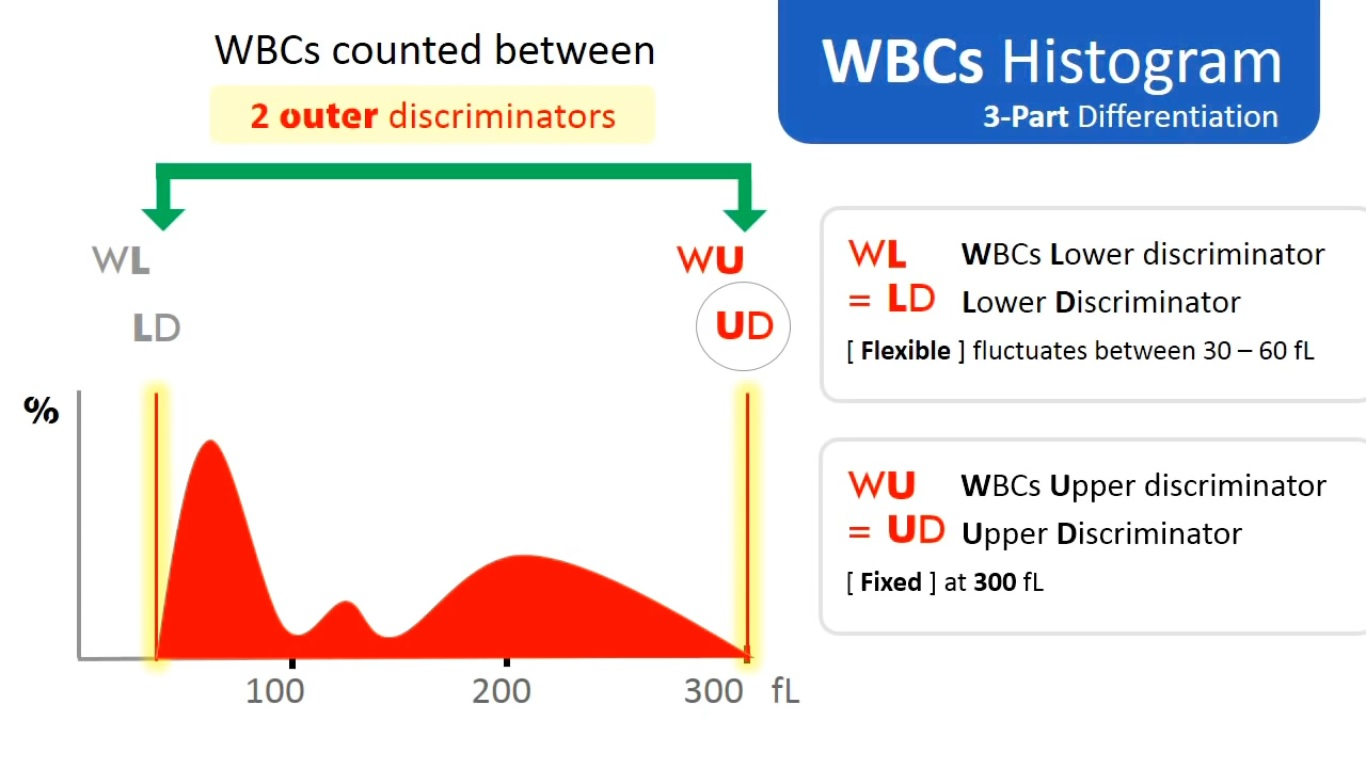 WBCs counted between
2 outer discriminators
WBCs Histogram
3-Part Differentiation
WL
LD
WU
UD
%
100
200
300 fL
WL WBCs Lower discriminator
= LD Lower Discriminator
[ Flexible ] fluctuates between 30 – 60 fL
WU WBCs Upper discriminator
= UD Upper Discriminator
[ Fixed ] at 300 fL